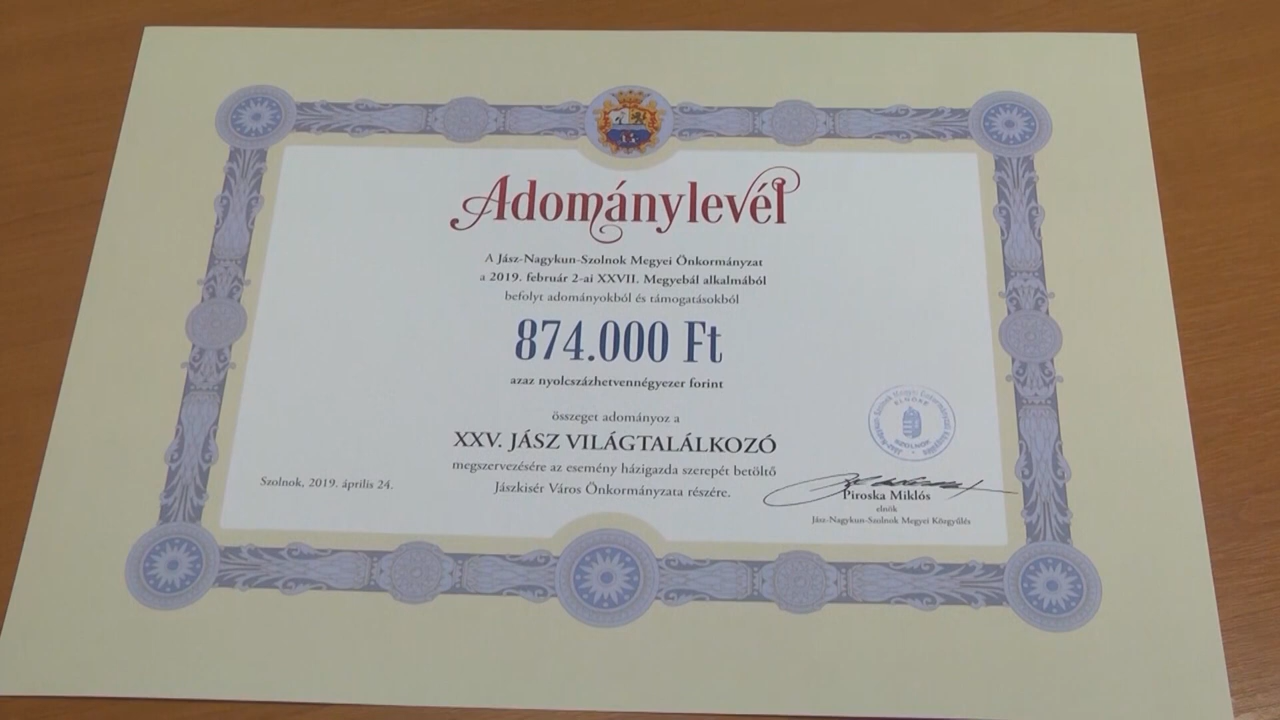 Adománylevél
A Jász-Nagykun-Szolnok Megyei Önkormányzat
a 2019. február 2-ai XXVII. Megyebál alkalmából
befolyt adományokból és támogatásokból
874.000 Ft
azaz nyolcszázhetvennégyezer forint
összeget adományoz a
XXV. JÁSZ VILÁGTALÁLKOZÓ
megszervezésére az esemény házigazda szerepét betöltő
Jászkisér Város Önkormányzata részére.
Szolnok, 2019. április 24.
ELNÖKE
SZOLNOK
Piroska Miklós
elnök
Jász-Nagykun-Szolnok Megyei Közgyűlés